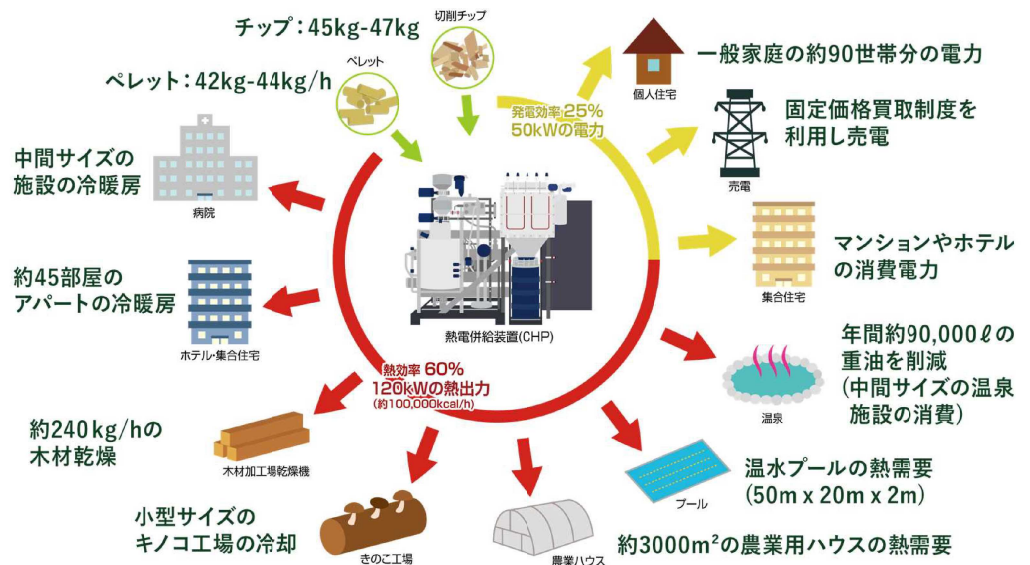 チップ：45kg-47kg
切削チップ
ペレット：42kg-44kg/h
ペレット
発電効率 25%
50kWの電力
個人住宅
一般家庭の約90世帯分の電力
固定価格買取制度を
利用し売電
売電
中間サイズの
施設の冷暖房
病院
マンションやホテル
の消費電力
集合住宅
約45部屋の
アパートの冷暖房
ホテル・集合住宅
熱電併給装置(CHP)
熱効率 60%
120kWの熱出力
(約100,000kcal/h)
年間約90,000ℓの
重油を削減
(中間サイズの温泉
施設の消費)
温泉
約240kg/hの
木材乾燥
木材加工場乾燥機
温水プールの熱需要
(50m x 20m x 2m)
プール
小型サイズの
キノコ工場の冷却
きのこ工場
農業ハウス
約3000m²の農業用ハウスの熱需要